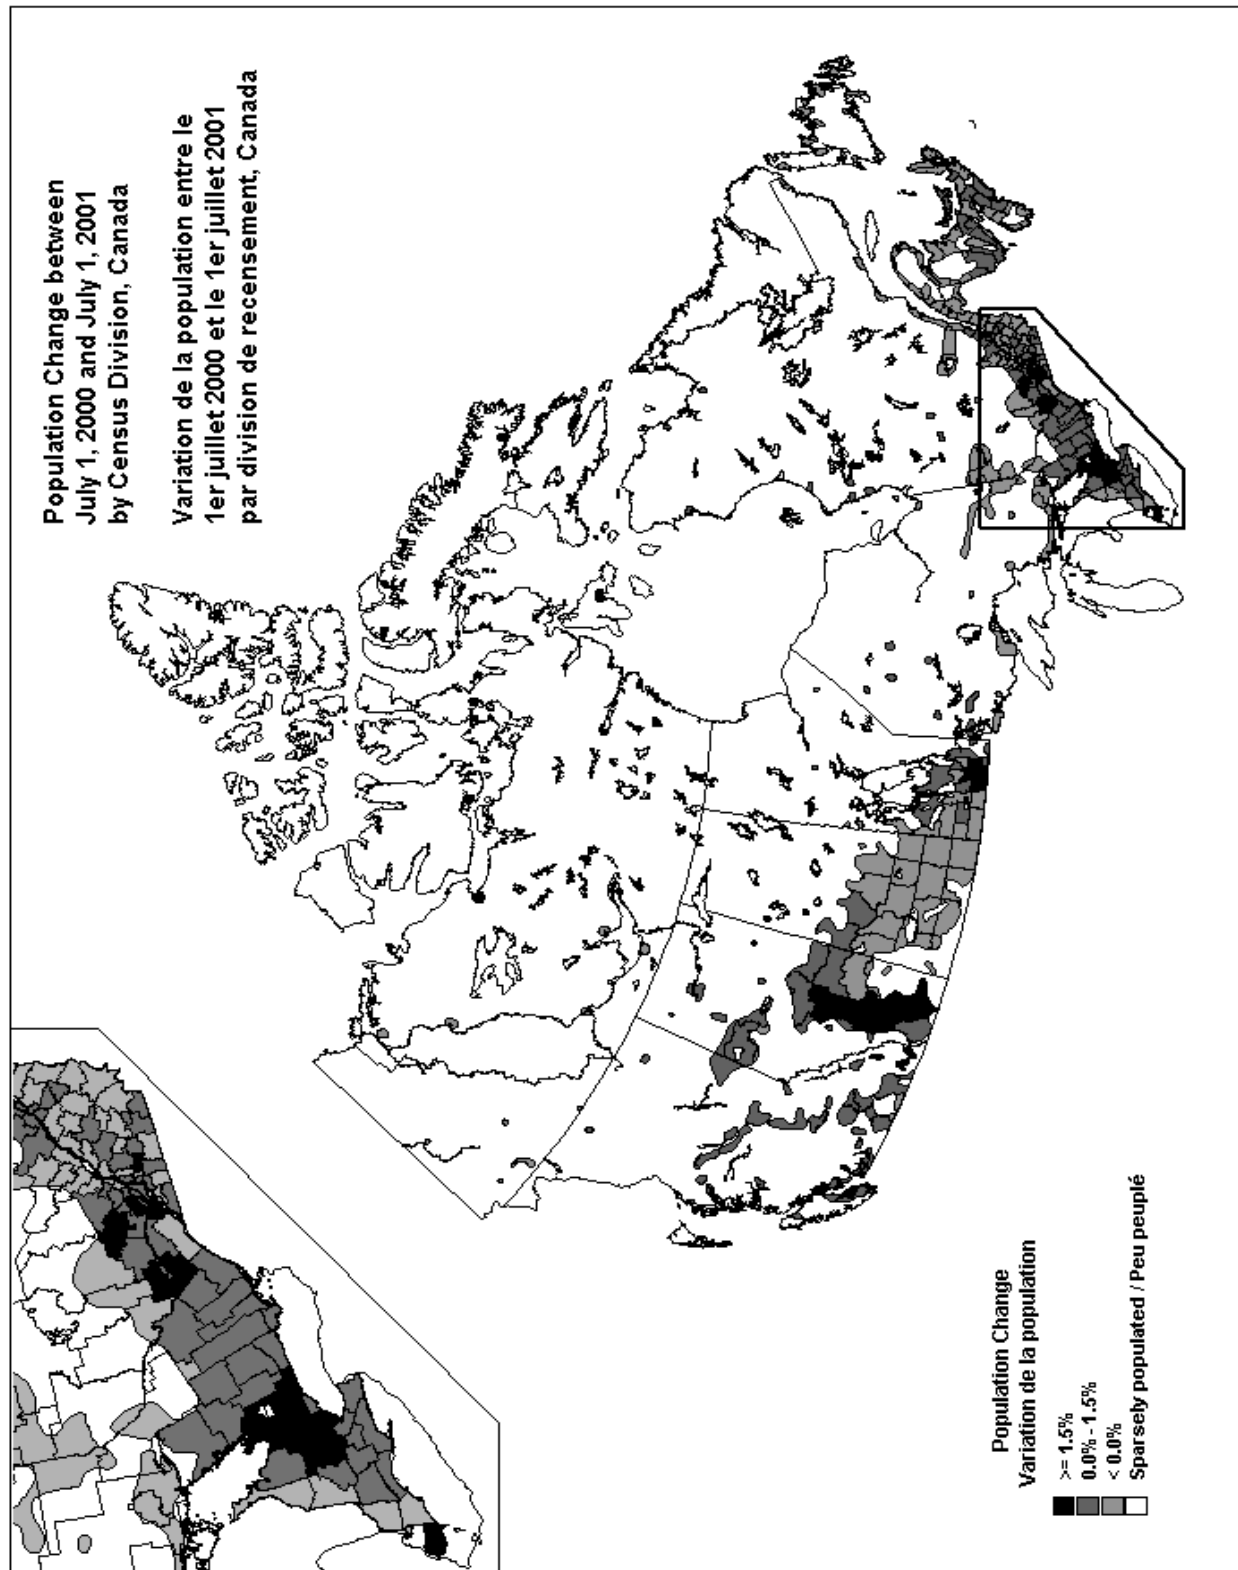 Population Change between
July 1, 2000 and July 1, 2001
by Census Division, Canada
Variation de la population entre le
1er juillet 2000 et le 1er juillet 2001
par division de recensement, Canada
Population Change
Variation de la population
>= 1.5%
0.0% - 1.5%
< 0.0%
Sparsely populated / Peu peuplé